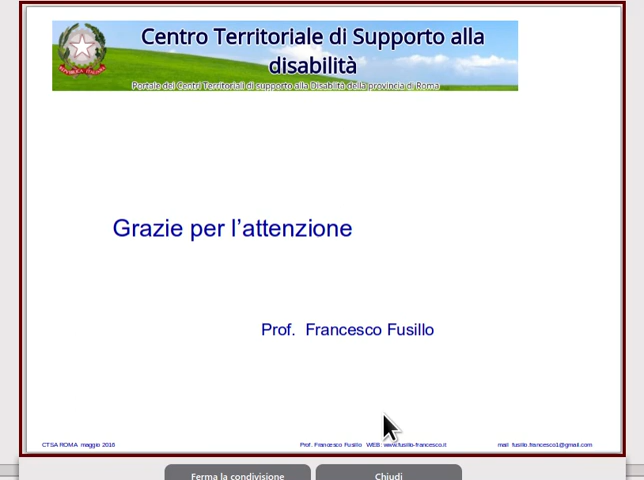 Centro Territoriale di Supporto alla
disabilità
Portale dei Centri Territoriali di supporto alla Disabilità della provincia di Roma
Grazie per l’attenzione
Prof. Francesco Fusillo
CTSA ROMA maggio 2016
Prof. Francesco Fusillo WEB: www.fusillo-francesco.it
mail fusillo.francesco1@gmail.com
Ferma la condivisione
Chiudi